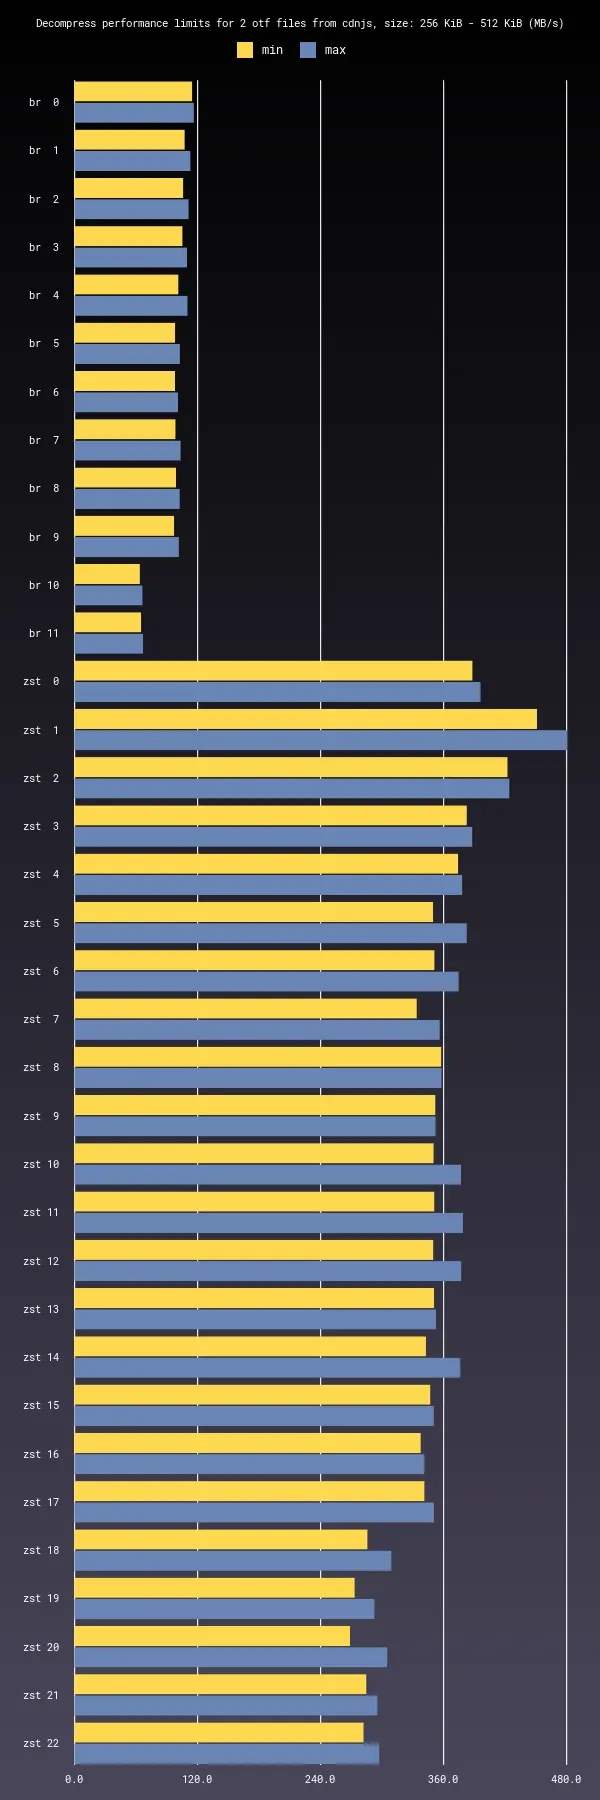 Decompress performance limits for 2 otf files from cdnjs, size: 256 KiB - 512 KiB (MB/s)
min max
br 0
br 1
br 2
br 3
br 4
br 5
br 6
br 7
br 8
br 9
br 10
br 11
zst 0
zst 1
zst 2
zst 3
zst 4
zst 5
zst 6
zst 7
zst 8
zst 9
zst 10
zst 11
zst 12
zst 13
zst 14
zst 15
zst 16
zst 17
zst 18
zst 19
zst 20
zst 21
zst 22
0.0 120.0 240.0 360.0 480.0